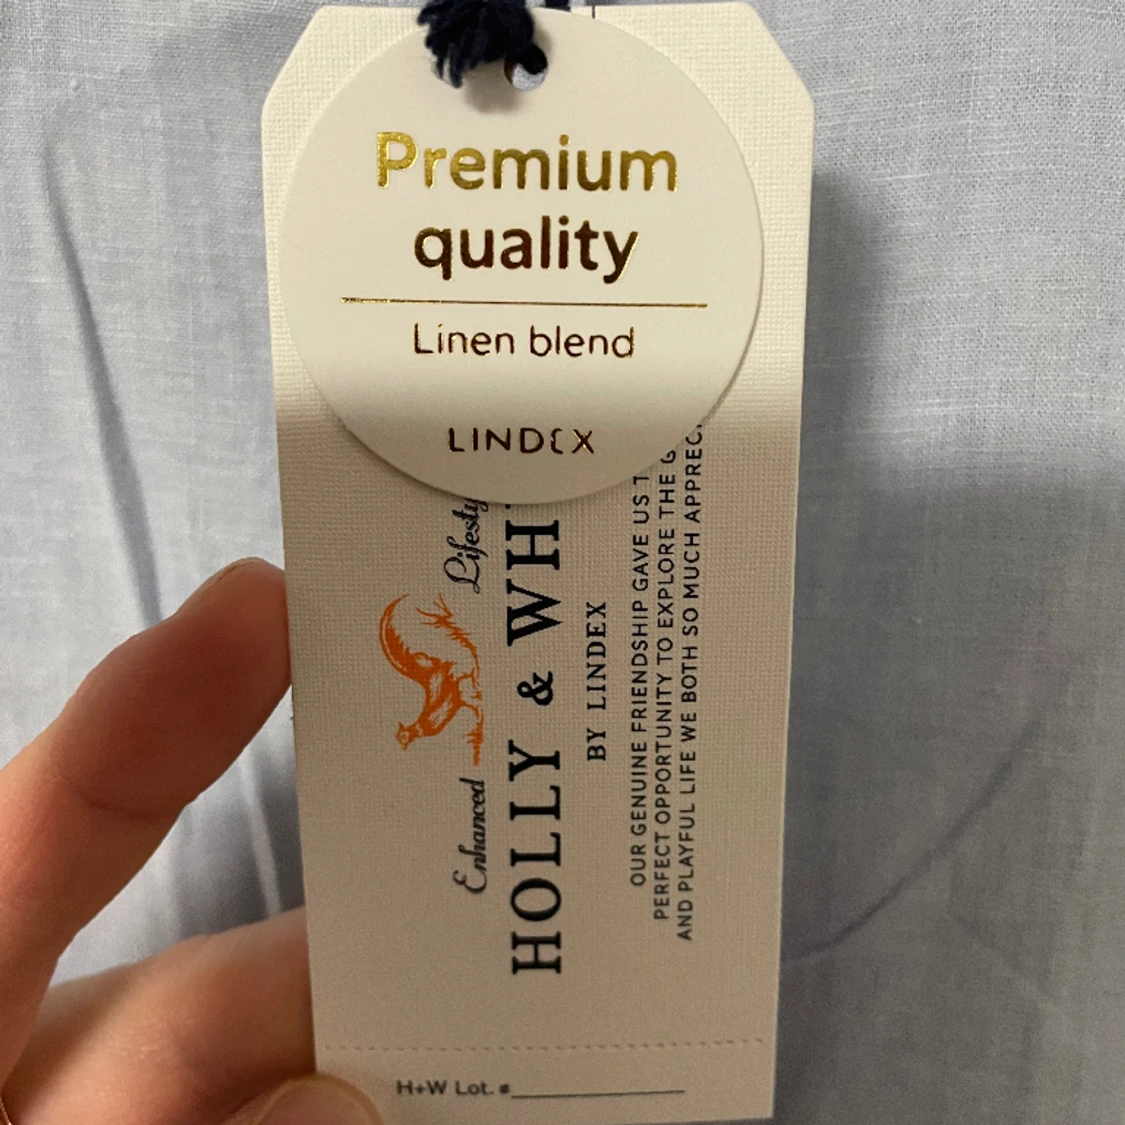 Premium
quality
Linen blend
LINDEX
Enhanced
HOLLY &
BY LINDEX
OUR GENUINE FRIENDSHIP GAVE US
PERFECT OPPORTUNITY TO EXPLORE THE
AND PLAYFUL LIFE WE BOTH SO MUCH
H+W Lot. #